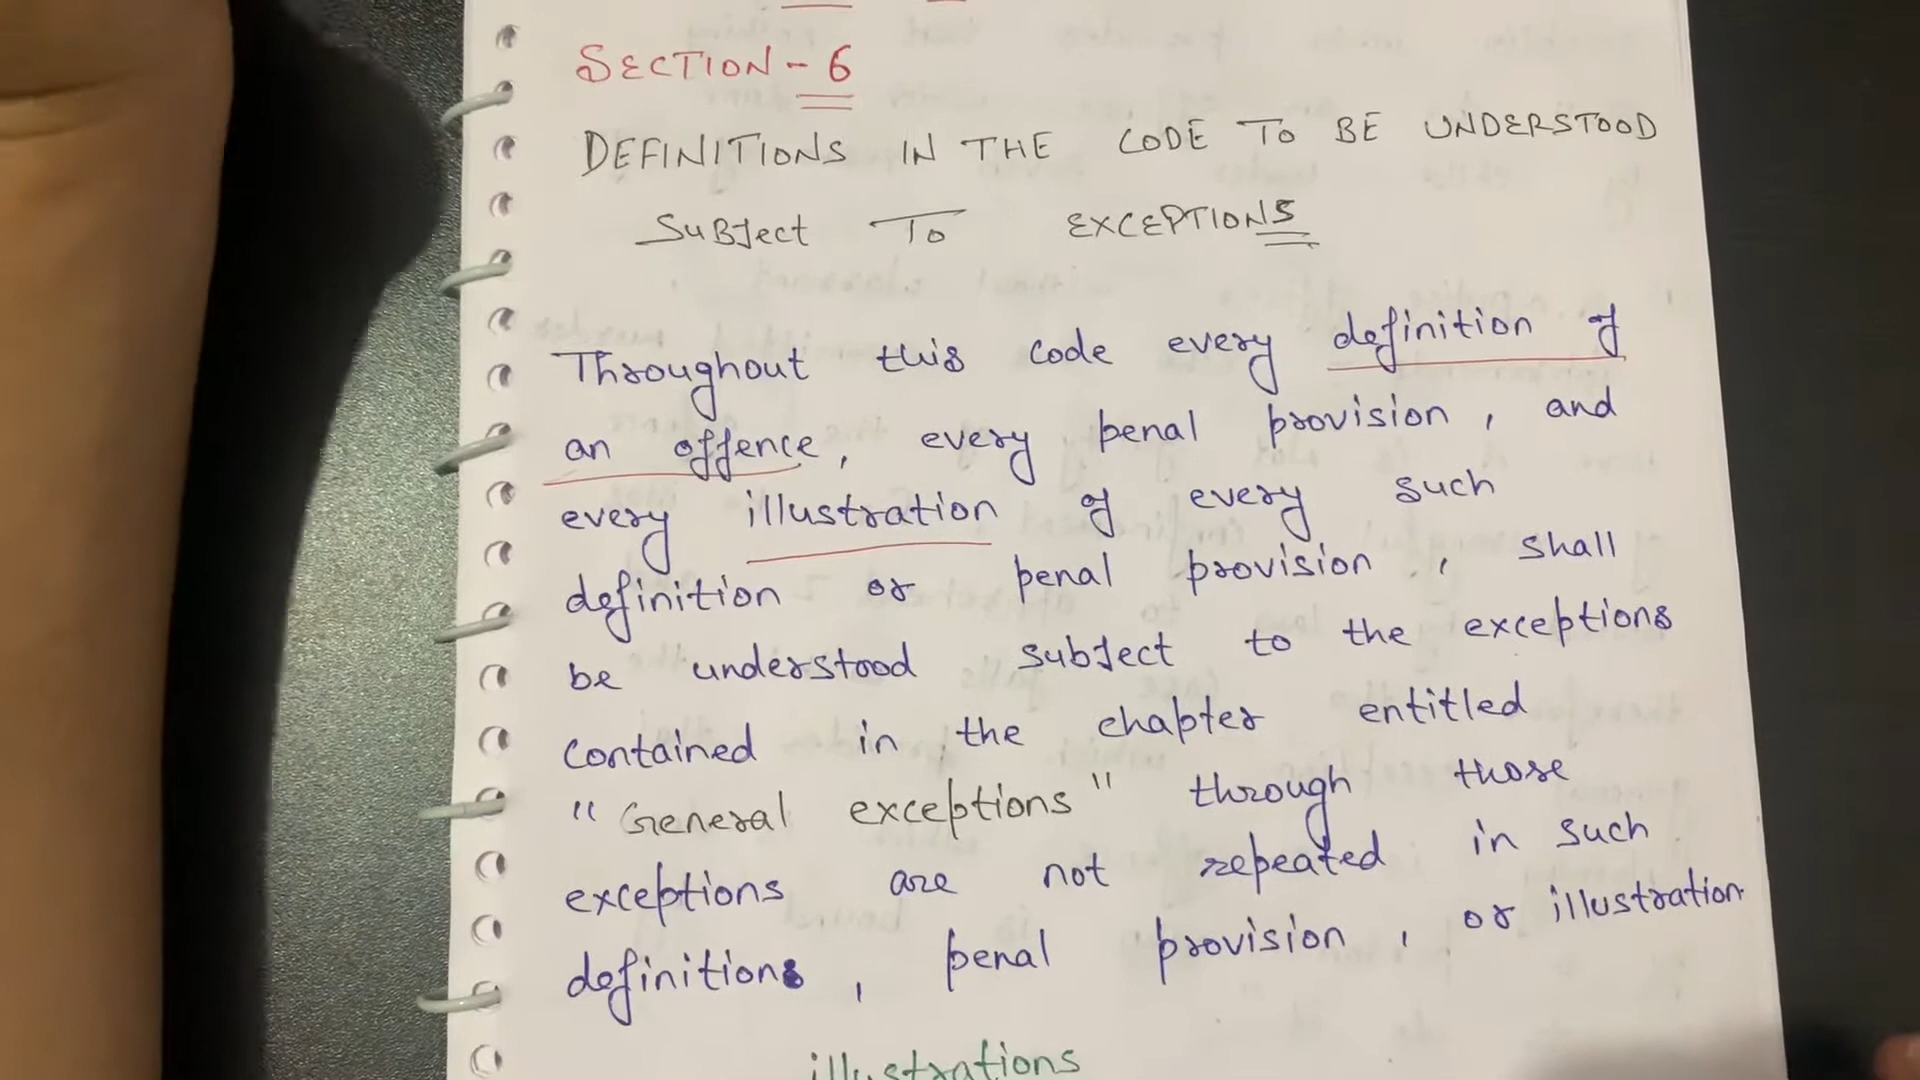 SECTION - 6
DEFINITIONS IN THE CODE TO BE UNDERSTOOD
SUBJect TO EXCEPTIONS
Throughout this code every definition of
an offence, every penal provision, and
every illustration of every such
definition or penal provision, shall
be understood subject to the exceptions
contained in the chapter entitled
"General exceptions" through those
exceptions are not repeated in such
definitions, penal provision, or illustration
illustrations